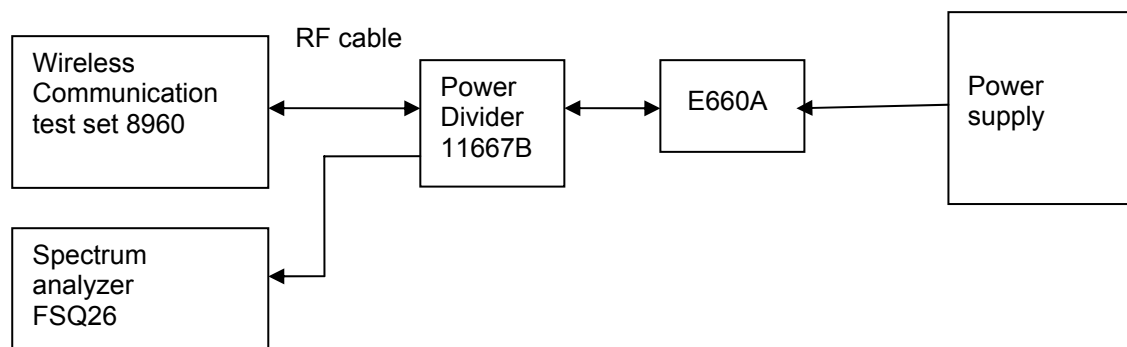 RF cable
Wireless
Communication
test set 8960
Power
Divider
11667B
E660A
Power
supply
Spectrum
analyzer
FSQ26